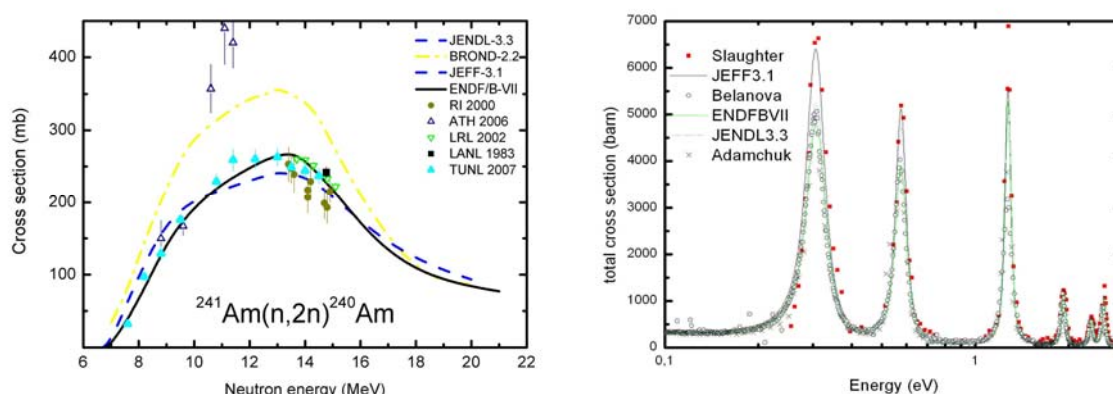 400
300
200
100
Cross section (mb)
JENDL-3.3
BROND-2.2
JEFF-3.1
ENDF/B-VII
RI 2000
ATH 2006
LRL 2002
LANL 1983
TUNL 2007
²⁴¹Am(n,2n)²⁴⁰Am
6 8 10 12 14 16 18 20 22
Neutron energy (MeV)
7000
6000
5000
4000
3000
2000
1000
0
total cross section (barn)
Slaughter
JEFF3.1
Belanova
ENDFBVII
JENDL3.3
Adamchuk
0,1 1
Energy (eV)